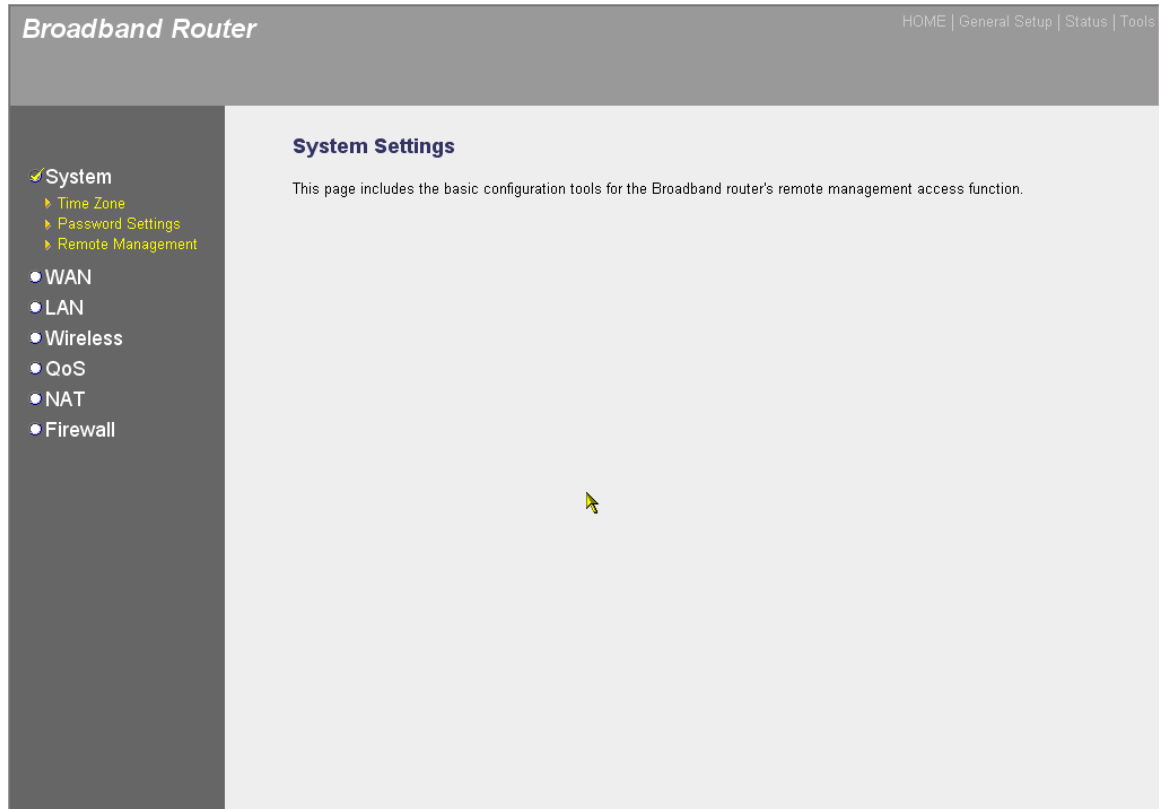 Broadband Router
HOME | General Setup | Status | Tools
System
Time Zone
Password Settings
Remote Management
WAN
LAN
Wireless
QoS
NAT
Firewall
System Settings
This page includes the basic configuration tools for the Broadband router's remote management access function.